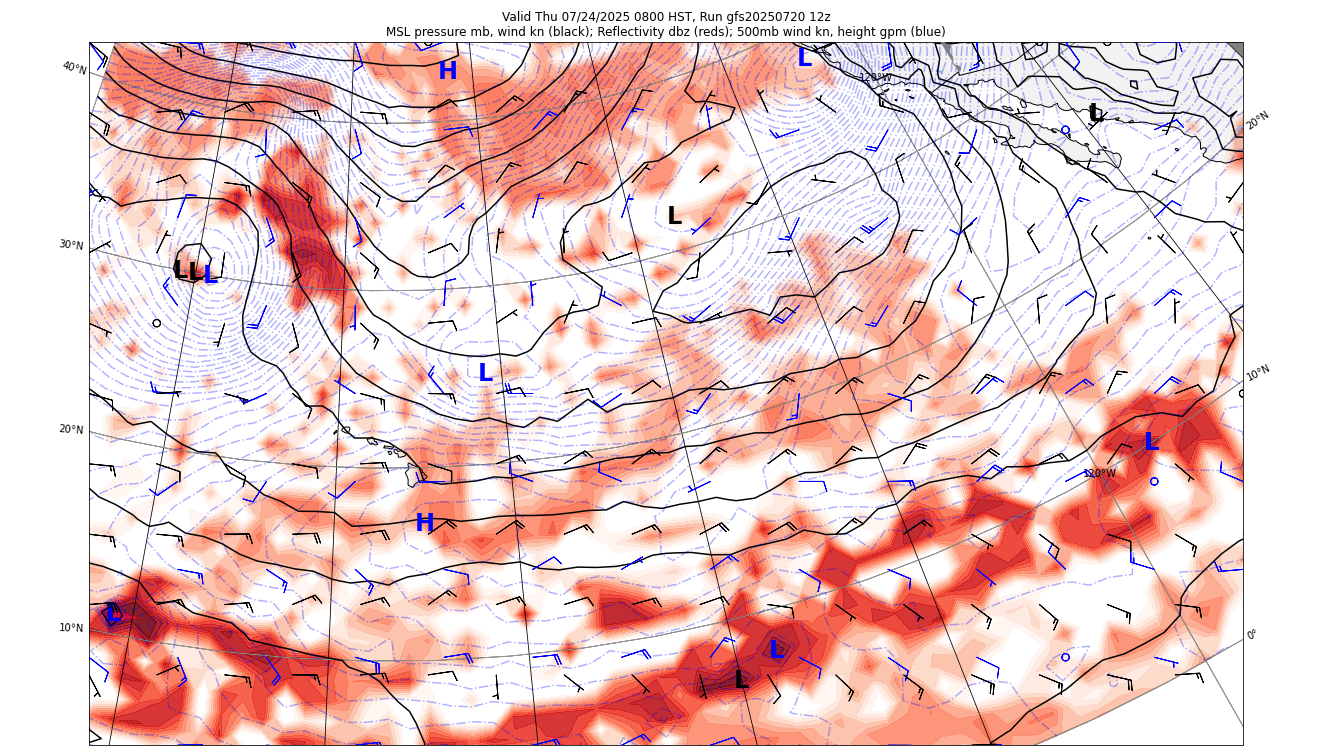 Valid Thu 07/24/2025 0800 HST, Run gfs20250720 12z
MSL pressure mb, wind kn (black); Reflectivity dbz (reds); 500mb wind kn, height gpm (blue)
40°N
H
L
120°W
L
20°N
L
30°N
L L L
L
10°N
20°N
L
120°W
H
L
10°N
L
0°
L